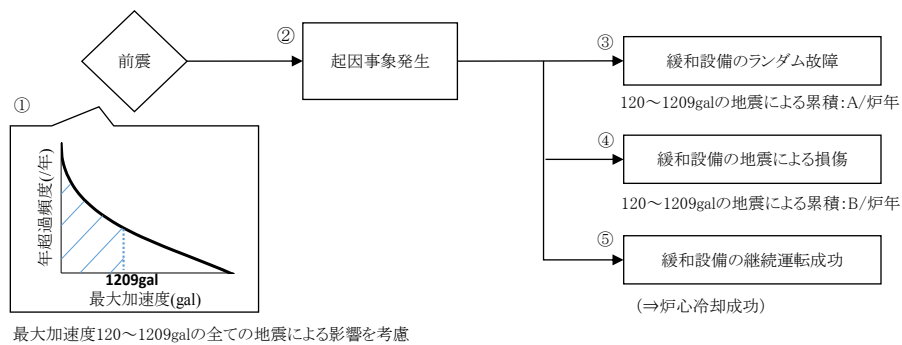 前震
①
年超過頻度(/年)
1209gal
最大加速度(gal)
最大加速度120～1209galの全ての地震による影響を考慮
②
起因事象発生
③
緩和設備のランダム故障
120～1209galの地震による累積:A/炉年
④
緩和設備の地震による損傷
120～1209galの地震による累積:B/炉年
⑤
緩和設備の継続運転成功
(⇒炉心冷却成功)